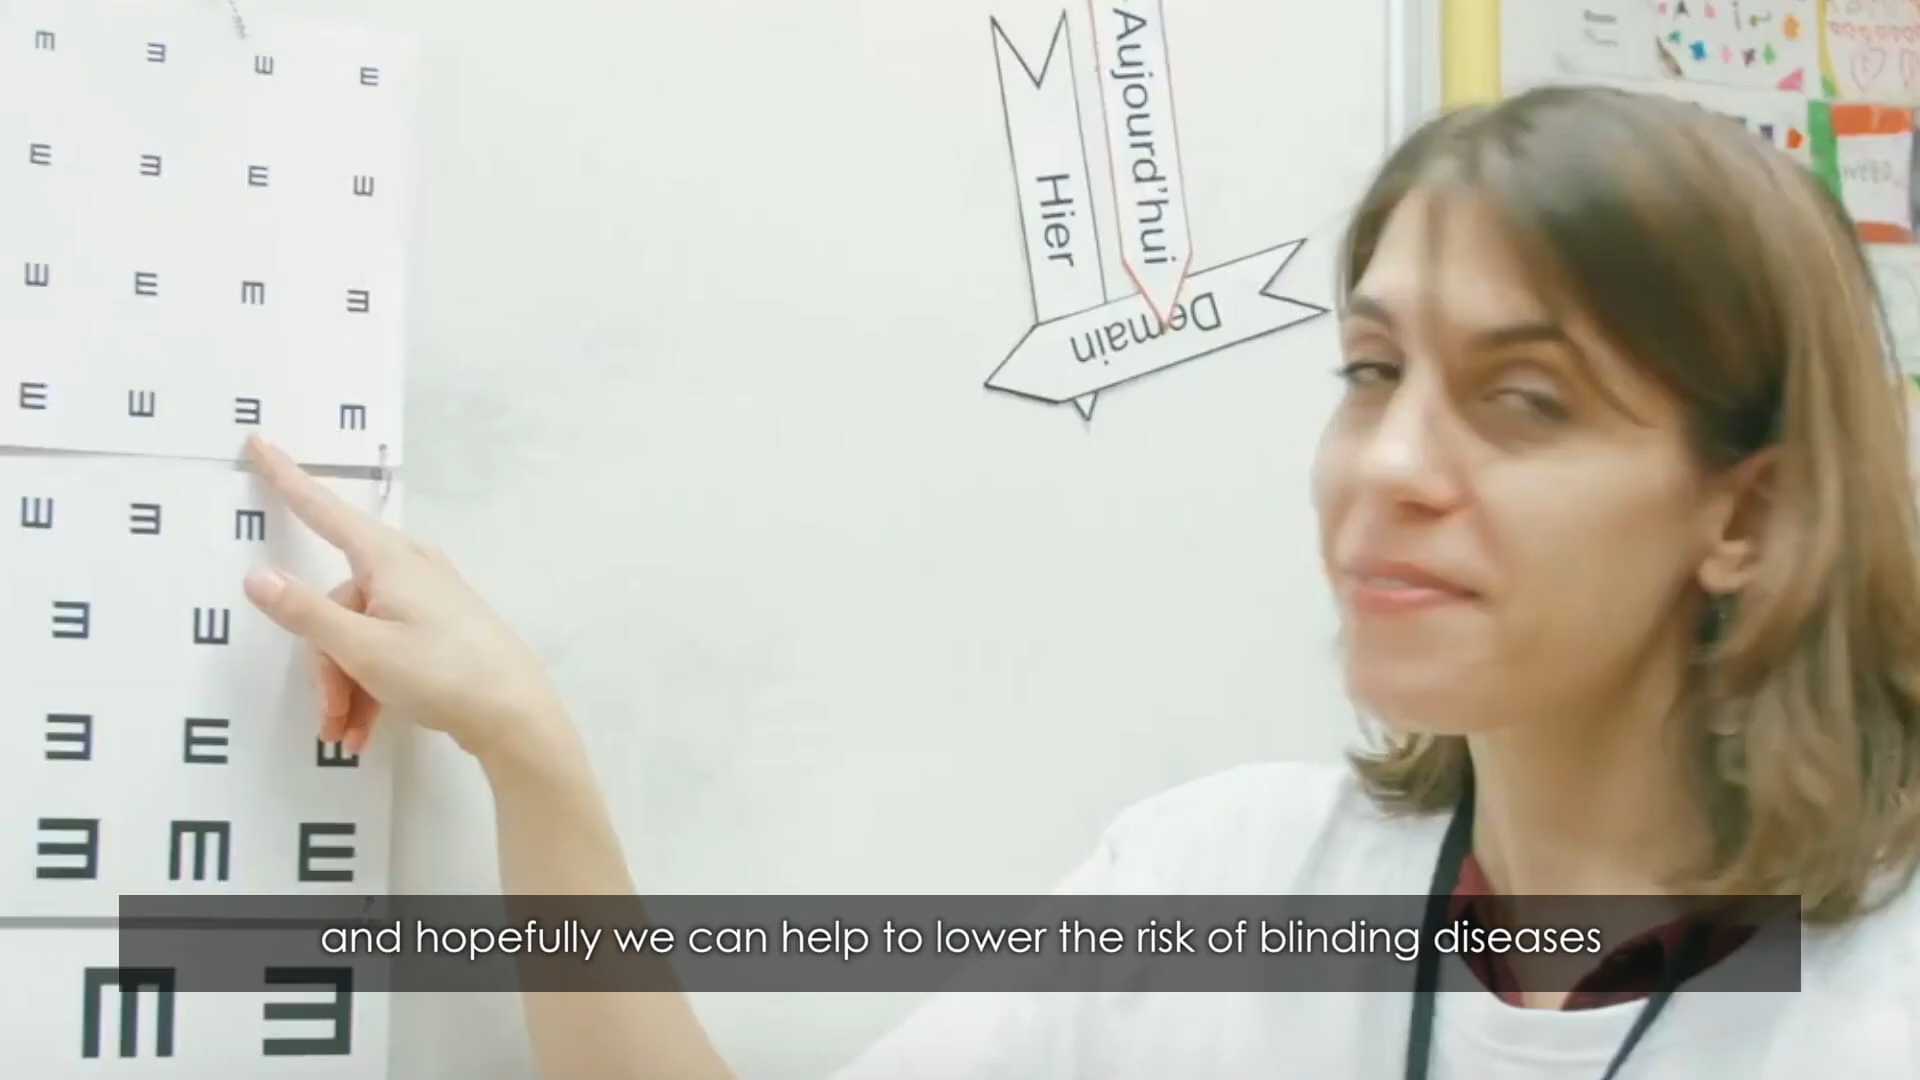 Aujourd'hui
Hier
Demain
and hopefully we can help to lower the risk of blinding diseases